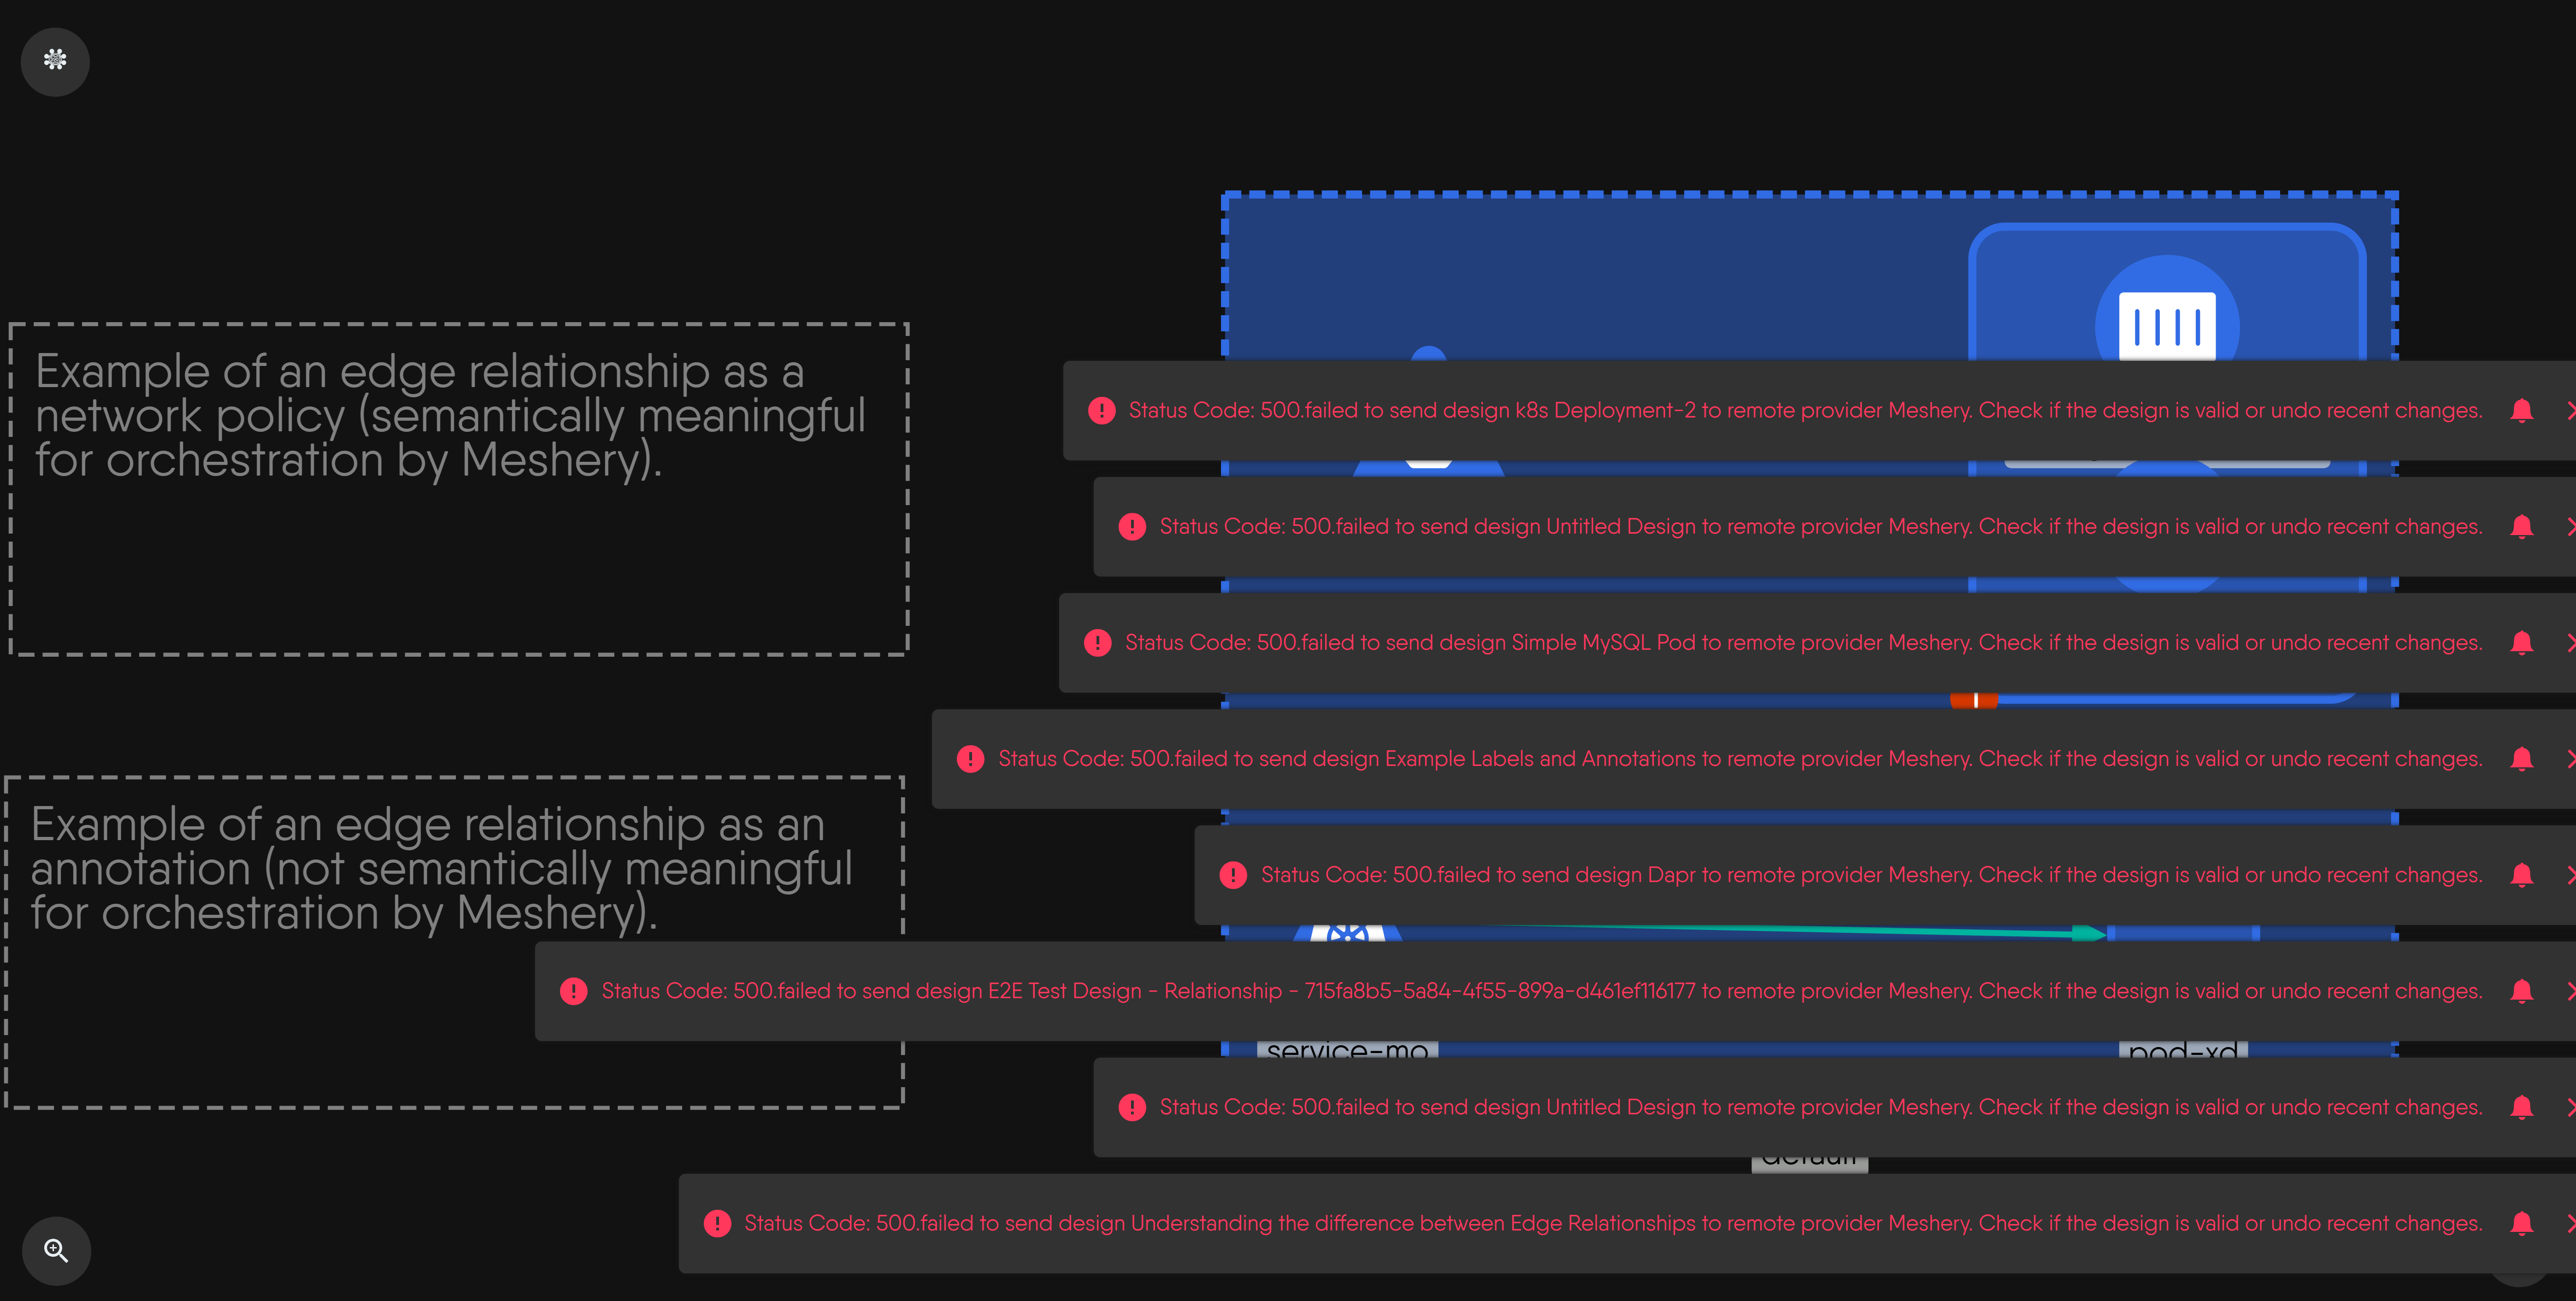 Example of an edge relationship as a
network policy (semantically meaningful
for orchestration by Meshery).
Status Code: 500.failed to send design k8s Deployment-2 to remote provider Meshery. Check if the design is valid or undo recent changes.
Status Code: 500.failed to send design Untitled Design to remote provider Meshery. Check if the design is valid or undo recent changes.
Status Code: 500.failed to send design Simple MySQL Pod to remote provider Meshery. Check if the design is valid or undo recent changes.
Status Code: 500.failed to send design Example Labels and Annotations to remote provider Meshery. Check if the design is valid or undo recent changes.
Example of an edge relationship as an
annotation (not semantically meaningful
for orchestration by Meshery).
Status Code: 500.failed to send design Dapr to remote provider Meshery. Check if the design is valid or undo recent changes.
Status Code: 500.failed to send design E2E Test Design - Relationship - 715fa8b5-5a84-4f55-899a-d461ef116177 to remote provider Meshery. Check if the design is valid or undo recent changes.
service-mo
pod-xd
Status Code: 500.failed to send design Untitled Design to remote provider Meshery. Check if the design is valid or undo recent changes.
default
Status Code: 500.failed to send design Understanding the difference between Edge Relationships to remote provider Meshery. Check if the design is valid or undo recent changes.